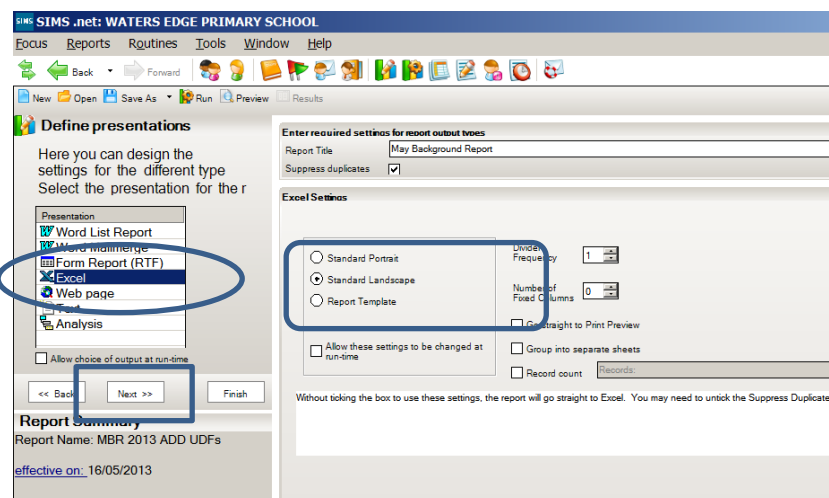 SIMS .net: WATERS EDGE PRIMARY SCHOOL
Focus Reports Routines Tools Window Help
Back Forward
New Open Save As Run Preview Results
Define presentations
Here you can design the
settings for the different type
Select the presentation for the r
Presentation
Word List Report
Word Mailmerge
Form Report (RTF)
Excel
Web page
Text
Analysis
Allow choice of output at run-time
<< Back Next >> Finish
Report Summary
Report Name: MBR 2013 ADD UDFs
effective on: 16/05/2013
Enter required settings for report output types
Report Title May Background Report
Suppress duplicates
Excel Settings
Standard Portrait
Standard Landscape
Report Template
Allow these settings to be changed at
run-time
Divider
Frequency 1
Number of
Fixed Columns 0
Go straight to Print Preview
Group into separate sheets
Record count Records:
Without ticking the box to use these settings, the report will go straight to Excel. You may need to untick the Suppress Duplicate